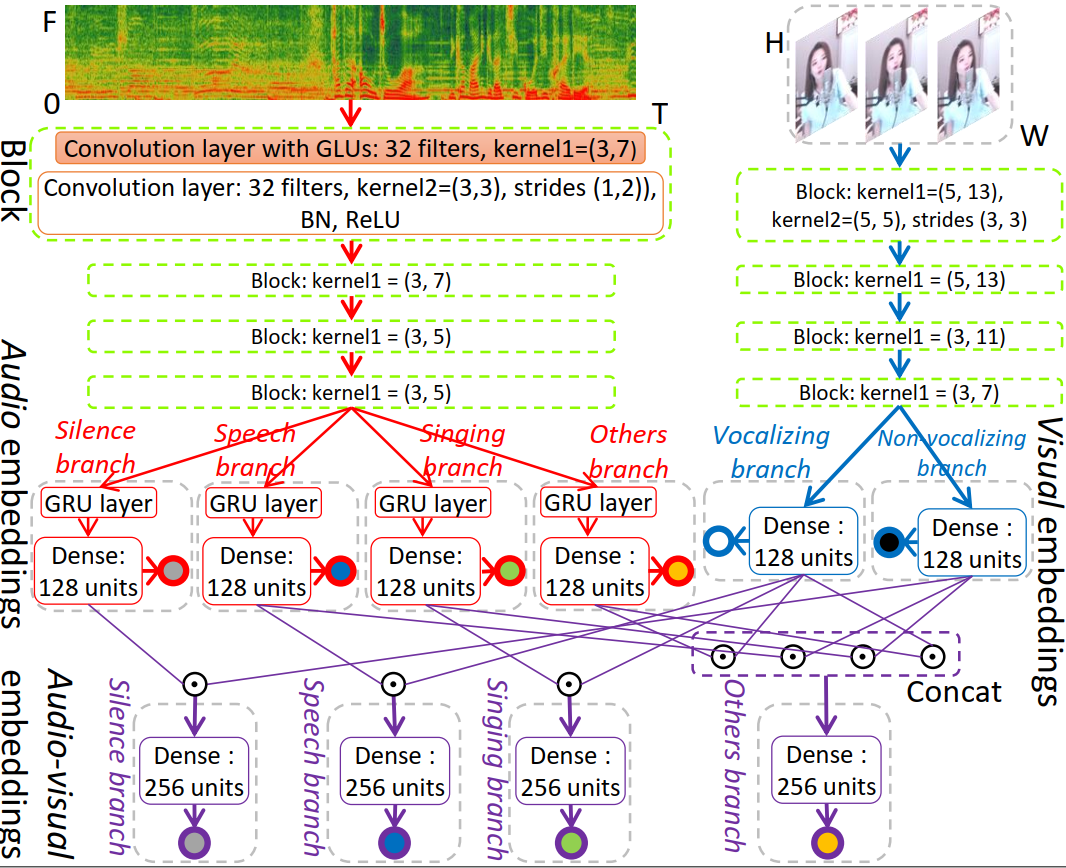 F
0
T
H
W
Block
Convolution layer with GLUs: 32 filters, kernel1=(3,7)
Convolution layer: 32 filters, kernel2=(3,3), strides (1,2)),
BN, ReLU
Block: kernel1 = (3, 7)
Block: kernel1 = (3, 5)
Block: kernel1 = (3, 5)
Block: kernel1=(5, 13),
kernel2=(5, 5), strides (3, 3)
Block: kernel1 = (5, 13)
Block: kernel1 = (3, 11)
Block: kernel1 = (3, 7)
Audio embeddings
Silence
branch
Speech
branch
Singing
branch
Others
branch
Vocalizing
branch
Non-vocalizing
branch
Visual embeddings
GRU layer
GRU layer
GRU layer
GRU layer
Dense:
128 units
Dense:
128 units
Dense:
128 units
Dense:
128 units
Dense :
128 units
Dense :
128 units
Concat
Audio-visual
embeddings
Silence branch
Speech branch
Singing branch
Others branch
Dense :
256 units
Dense :
256 units
Dense :
256 units
Dense :
256 units